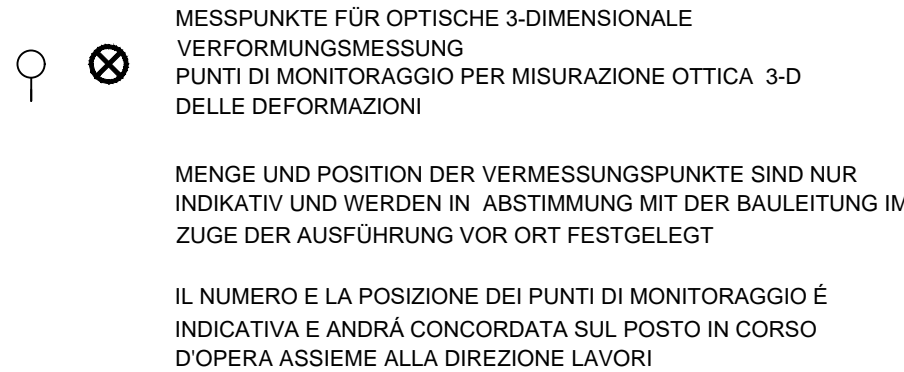 MESSPUNKTE FÜR OPTISCHE 3-DIMENSIONALE
VERFORMUNGSMESSUNG
PUNTI DI MONITORAGGIO PER MISURAZIONE OTTICA 3-D
DELLE DEFORMAZIONI
MENGE UND POSITION DER VERMESSUNGSPUNKTE SIND NUR
INDIKATIV UND WERDEN IN ABSTIMMUNG MIT DER BAULEITUNG IM
ZUGE DER AUSFÜHRUNG VOR ORT FESTGELEGT
IL NUMERO E LA POSIZIONE DEI PUNTI DI MONITORAGGIO É
INDICATIVA E ANDRÁ CONCORDATA SUL POSTO IN CORSO
D'OPERA ASSIEME ALLA DIREZIONE LAVORI